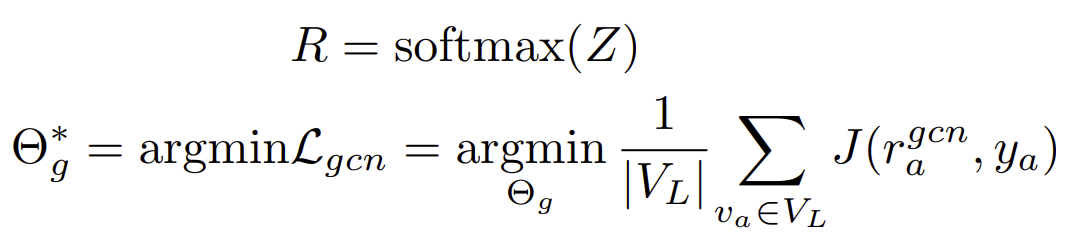 R = softmax(Z)
Θ_g^* = argminℒ_{gcn} = argmin_{Θ_g} \frac{1}{|V_L|} ∑_{v_a∈V_L} J(r_a^{gcn}, y_a)